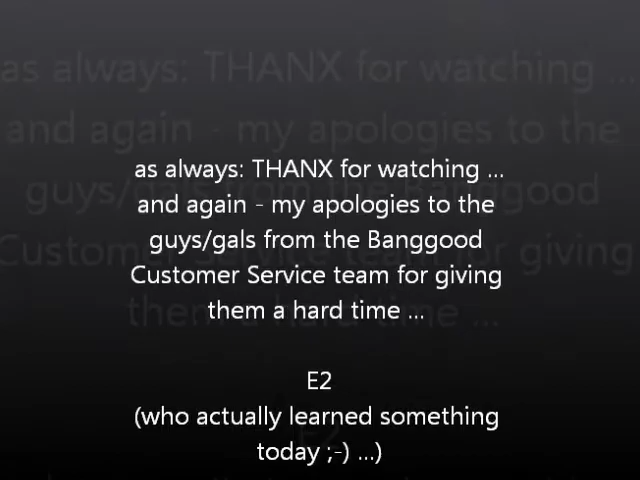 as always: THANX for watching ...
and again - my apologies to the
guys/gals from the Banggood
Customer Service team for giving
them a hard time ...
E2
(who actually learned something
today ;-) ...)